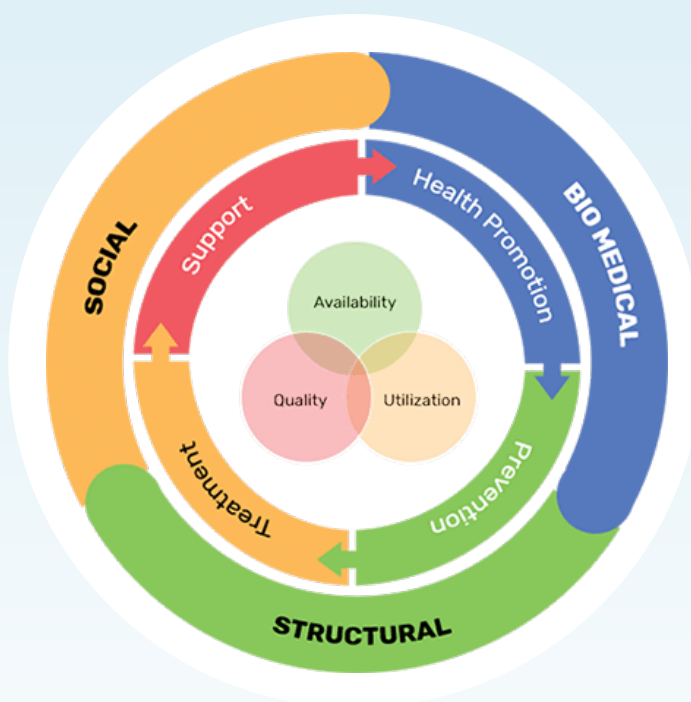 SOCIAL
BIO MEDICAL
STRUCTURAL
Support
Health Promotion
Prevention
Treatment
Availability
Quality
Utilization